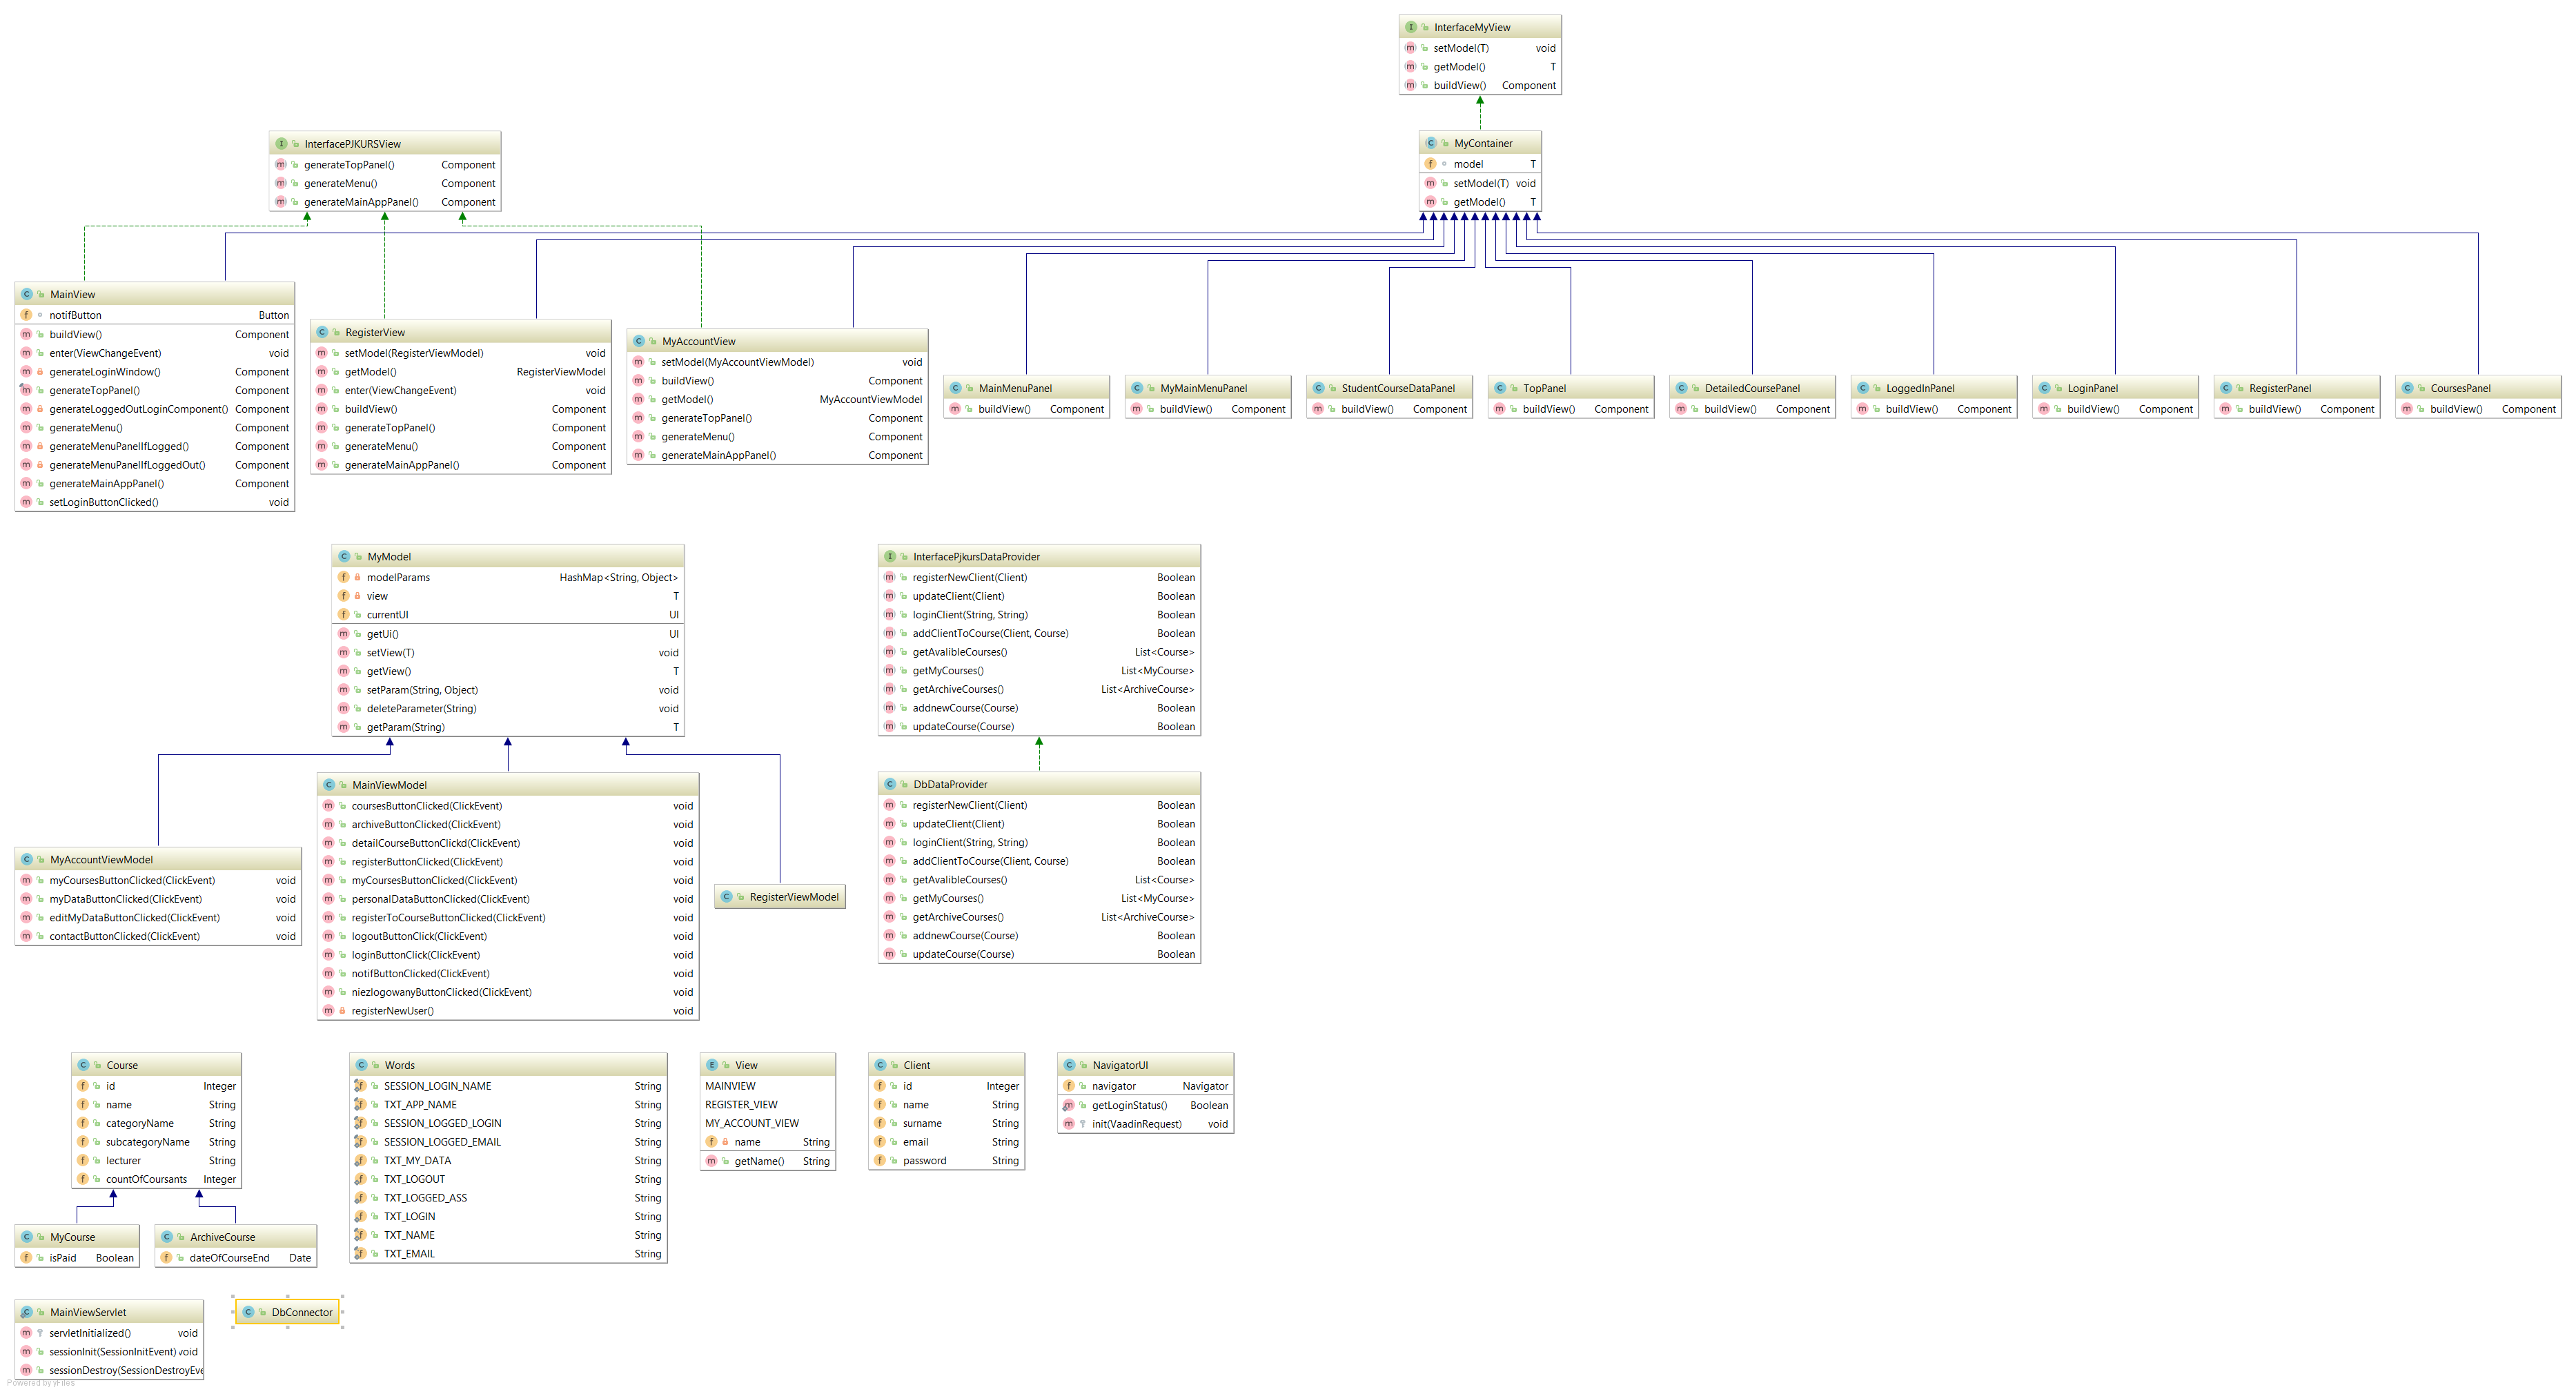 InterfaceMyView
setModel(T) void
getModel() T
buildView() Component
MyContainer
model T
setModel(T) void
getModel() T
InterfacePJKURSView
generateTopPanel() Component
generateMenu() Component
generateMainAppPanel() Component
MainView
notifButton Button
buildView() Component
enter(ViewChangeEvent) void
generateLoginWindow() Component
generateTopPanel() Component
generateLoggedOutLoginComponent() Component
generateMenu() Component
generateMenuPanelIfLogged() Component
generateMenuPanelIfLoggedOut() Component
generateMainAppPanel() Component
setLoginButtonClicked() void
RegisterView
setModel(RegisterViewModel) void
getModel() RegisterViewModel
enter(ViewChangeEvent) void
buildView() Component
generateTopPanel() Component
generateMenu() Component
generateMainAppPanel() Component
MyAccountView
setModel(MyAccountViewModel) void
buildView() Component
getModel() MyAccountViewModel
generateTopPanel() Component
generateMenu() Component
generateMainAppPanel() Component
MainMenuPanel
buildView() Component
MyMainMenuPanel
buildView() Component
StudentCourseDataPanel
buildView() Component
TopPanel
buildView() Component
DetailedCoursePanel
buildView() Component
LoggedInPanel
buildView() Component
LoginPanel
buildView() Component
RegisterPanel
buildView() Component
CoursesPanel
buildView() Component
MyModel
modelParams HashMap<String, Object>
view T
currentUI UI
getUi() UI
setView(T) void
getView() T
setParam(String, Object) void
deleteParameter(String) void
getParam(String) T
InterfacePjkursDataProvider
registerNewClient(Client) Boolean
updateClient(Client) Boolean
loginClient(String, String) Boolean
addClientToCourse(Client, Course) Boolean
getAvalibleCourses() List<Course>
getMyCourses() List<MyCourse>
getArchiveCourses() List<ArchiveCourse>
addnewCourse(Course) Boolean
updateCourse(Course) Boolean
MyAccountViewModel
myCoursesButtonClicked(ClickEvent) void
myDataButtonClicked(ClickEvent) void
editMyDataButtonClicked(ClickEvent) void
contactButtonClicked(ClickEvent) void
MainViewModel
coursesButtonClicked(ClickEvent) void
archiveButtonClicked(ClickEvent) void
detailCourseButtonClickd(ClickEvent) void
registerButtonClicked(ClickEvent) void
myCoursesButtonClicked(ClickEvent) void
personalDataButtonClicked(ClickEvent) void
registerToCourseButtonClicked(ClickEvent) void
logoutButtonClick(ClickEvent) void
loginButtonClick(ClickEvent) void
notifButtonClicked(ClickEvent) void
niezlogowanyButtonClicked(ClickEvent) void
registerNewUser() void
RegisterViewModel
DbDataProvider
registerNewClient(Client) Boolean
updateClient(Client) Boolean
loginClient(String, String) Boolean
addClientToCourse(Client, Course) Boolean
getAvalibleCourses() List<Course>
getMyCourses() List<MyCourse>
getArchiveCourses() List<ArchiveCourse>
addnewCourse(Course) Boolean
updateCourse(Course) Boolean
Course
id Integer
name String
categoryName String
subcategoryName String
lecturer String
countOfCoursants Integer
MyCourse
isPaid Boolean
ArchiveCourse
dateOfCourseEnd Date
Words
SESSION_LOGIN_NAME String
TXT_APP_NAME String
SESSION_LOGGED_LOGIN String
SESSION_LOGGED_EMAIL String
TXT_MY_DATA String
TXT_LOGOUT String
TXT_LOGGED_ASS String
TXT_LOGIN String
TXT_NAME String
TXT_EMAIL String
View
MAINVIEW
REGISTER_VIEW
MY_ACCOUNT_VIEW
name String
getName() String
Client
id Integer
name String
surname String
email String
password String
NavigatorUI
navigator Navigator
getLoginStatus() Boolean
init(VaadinRequest) void
MainViewServlet
servletInitialized() void
sessionInit(SessionInitEvent) void
sessionDestroy(SessionDestroyEve
DbConnector
Powered by yFiles